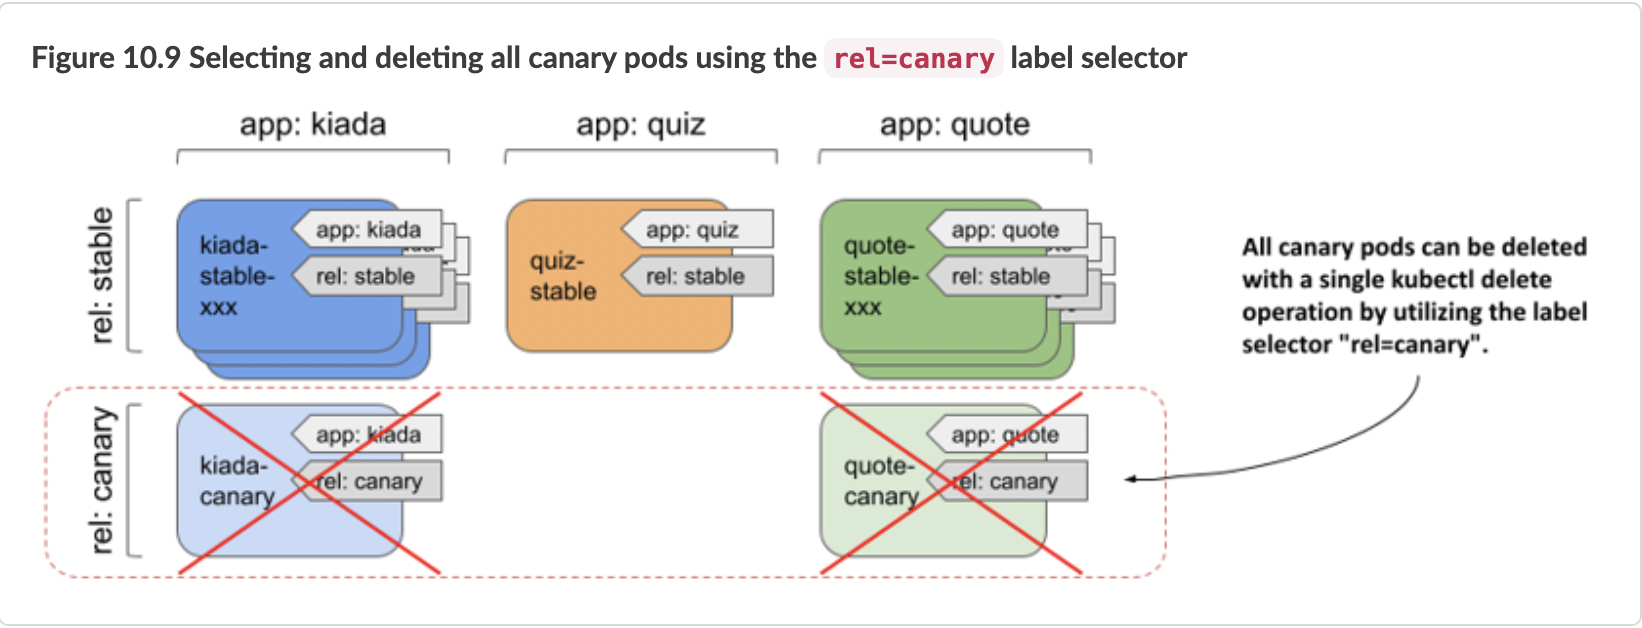 Figure 10.9 Selecting and deleting all canary pods using the rel=canary label selector
app: kiada
app: quiz
app: quote
rel: stable
kiada-
stable-
xxx
app: kiada
rel: stable
quiz-
stable
app: quiz
rel: stable
quote-
stable-
xxx
app: quote
rel: stable
All canary pods can be deleted
with a single kubectl delete
operation by utilizing the label
selector "rel=canary".
rel: canary
kiada-
canary
app: kiada
rel: canary
quote-
canary
app: quote
rel: canary